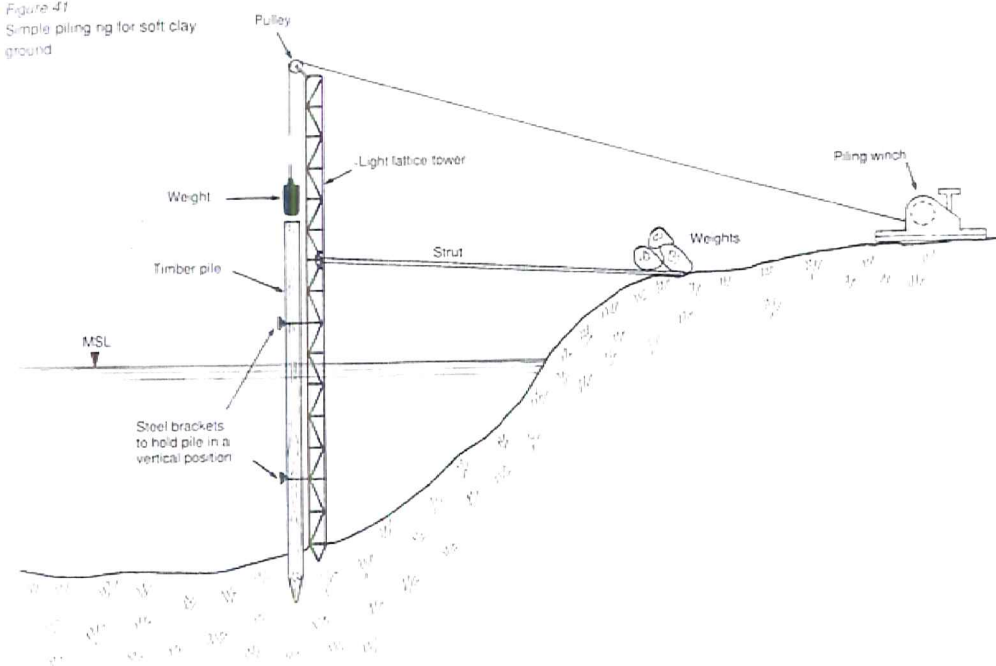 Figure 41
Simple piling rig for soft clay
ground
Pulley
Light lattice tower
Piling winch
Weight
Weights
Strut
Timber pile
MSL
Steel brackets
to hold pile in a
vertical position